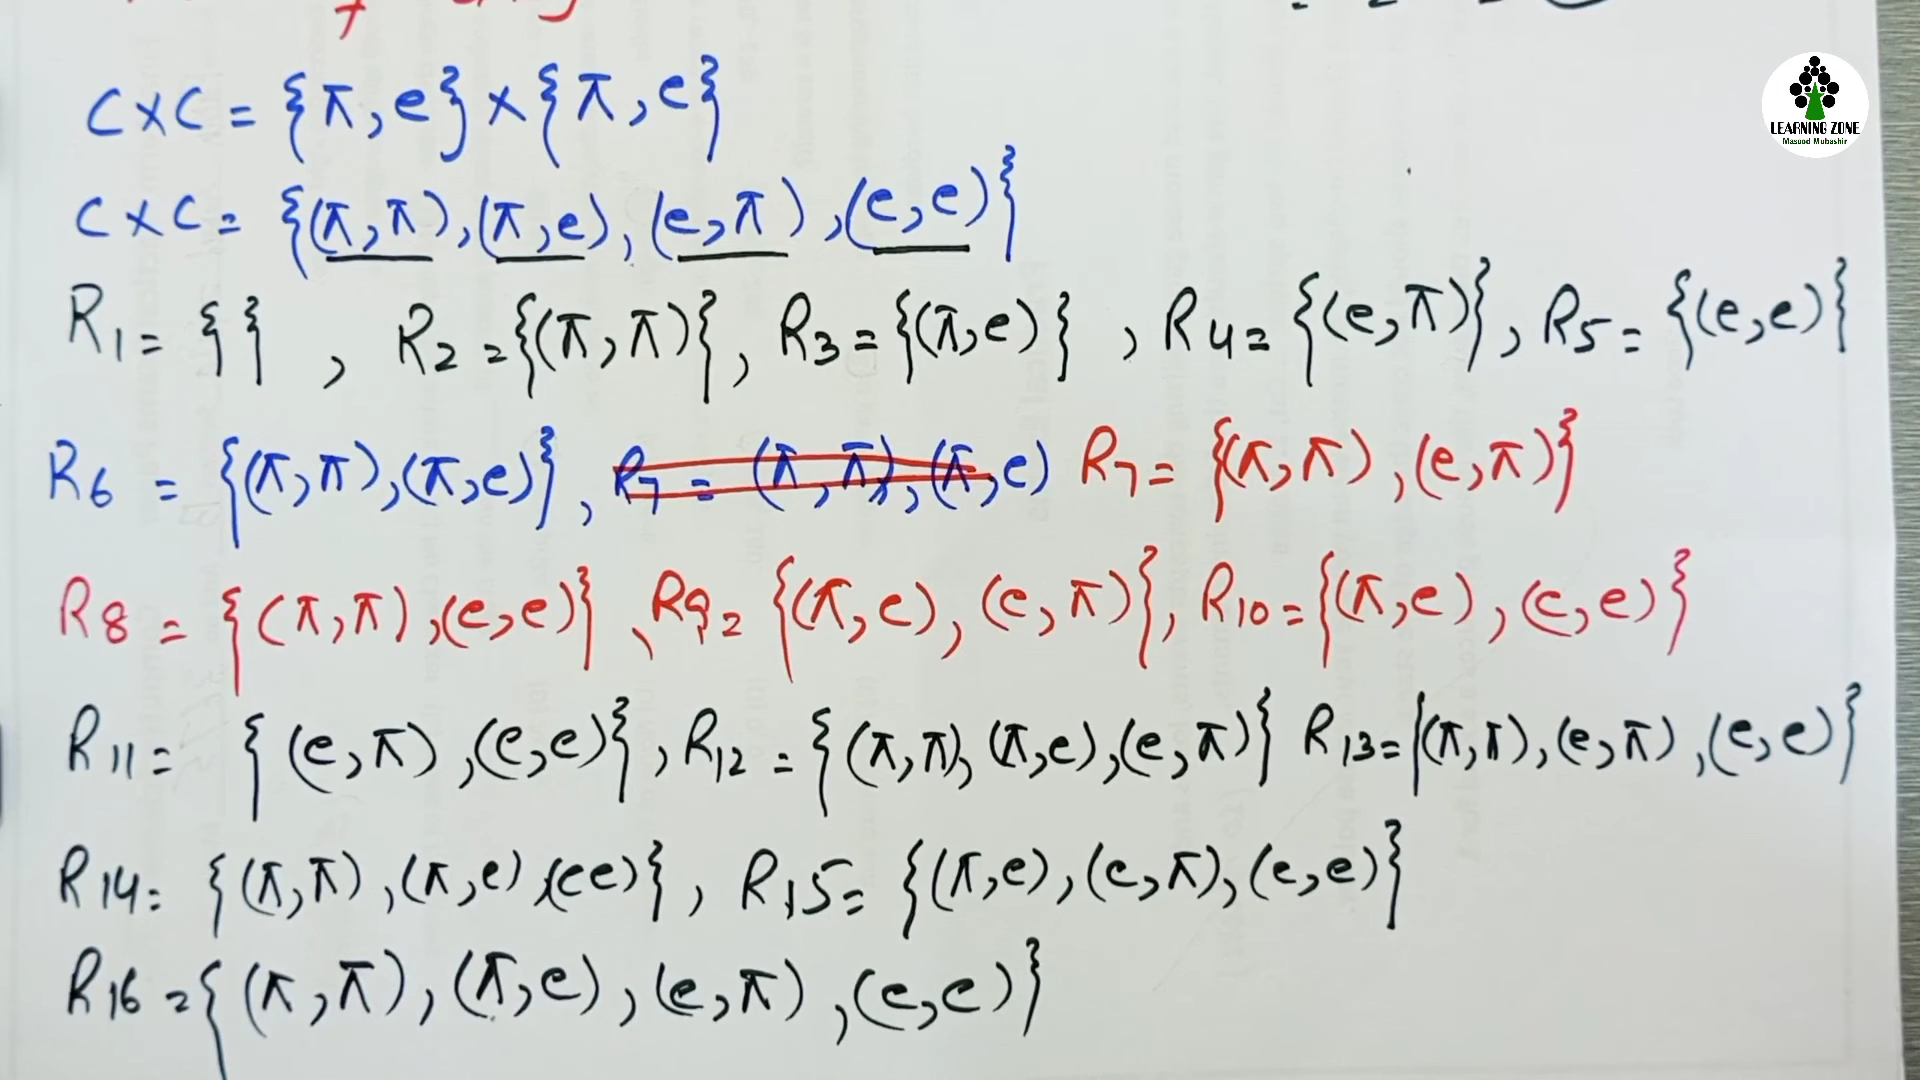 LEARNING ZONE
Masood Mubashir
C×C = {π,e}×{π,e}
C×C = {(π,π),(π,e),(e,π),(e,e)}
R1 = { } , R2 = {(π,π)}, R3 = {(π,e)} , R4 = {(e,π)}, R5 = {(e,e)}
R6 = {(π,π),(π,e)}, R7 = (π,π),(π,e) R7 = {(π,π),(e,π)}
R8 = {(π,π),(e,e)}, R9 = {(π,e),(e,π)}, R10 = {(π,e),(e,e)}
R11 = {(e,π),(e,e)}, R12 = {(π,π),(π,e),(e,π)} R13 = {(π,π),(e,π),(e,e)}
R14 = {(π,π),(π,e),(ee)}, R15 = {(π,e),(e,π),(e,e)}
R16 = {(π,π),(π,e),(e,π),(e,e)}